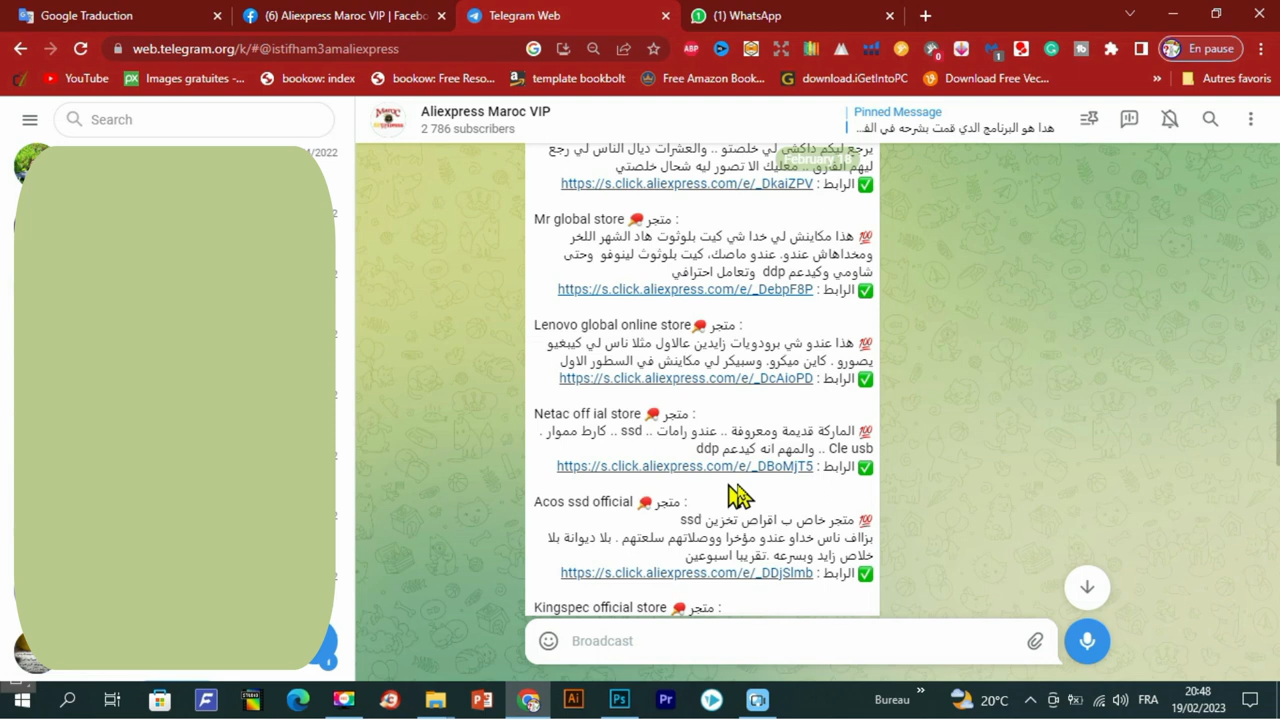 Google Traduction
(6) Aliexpress Maroc VIP | Facebo
Telegram Web
(1) WhatsApp
web.telegram.org/k/#@istifham3amaliexpress
ABP
En pause
YouTube
Images gratuites -...
bookow: index
bookow: Free Reso...
template bookbolt
Free Amazon Book...
download.iGetIntoPC
Download Free Vec...
»
Autres favoris
Search
Aliexpress Maroc VIP
2 786 subscribers
Pinned Message
هدا هو البرنامج الدي قمت بشرحه في الف...
4/2022
February 18
يرجع ليكم داكشي لي خلصتو .. والعشرات ديال الناس لي رجع
ليهم الفارق .. معليك الا تصور ليه شحال خلصتي
✅ الرابط : https://s.click.aliexpress.com/e/_DkaiZPV
Mr global store 🏓 متجر :
💯 هذا مكاينش لي خدا شي كيت بلوثوت هاد الشهر اللخر
ومخداهاش عندو. عندو ماصك، كيت بلوثوت لينوفو وحتى
شاومي وكيدعم ddp وتعامل احترافي
✅ الرابط : https://s.click.aliexpress.com/e/_DebpF8P
Lenovo global online store🏓 متجر :
💯 هذا عندو شي برودويات زايدين عالاول مثلا ناس لي كيبغيو
يصورو . كاين ميكرو. وسبيكر لي مكاينش في السطور الاول
✅ الرابط : https://s.click.aliexpress.com/e/_DcAioPD
Netac off ial store 🏓 متجر :
💯 الماركة قديمة ومعروفة .. عندو رامات .. ssd .. كارط مموار .
Cle usb .. والمهم انه كيدعم ddp
✅ الرابط : https://s.click.aliexpress.com/e/_DBoMjT5
Acos ssd official 🏓 متجر :
💯 متجر خاص ب اقراص تخزين ssd
بزااف ناس خداو عندو مؤخرا ووصلاتهم سلعتهم . بلا ديوانة بلا
خلاص زايد وبسرعه .تقريبا اسبوعين
✅ الرابط : https://s.click.aliexpress.com/e/_DDjSlmb
Kingspec official store 🏓 متجر :
Broadcast
Bureau
»
20°C
FRA
20:48
19/02/2023